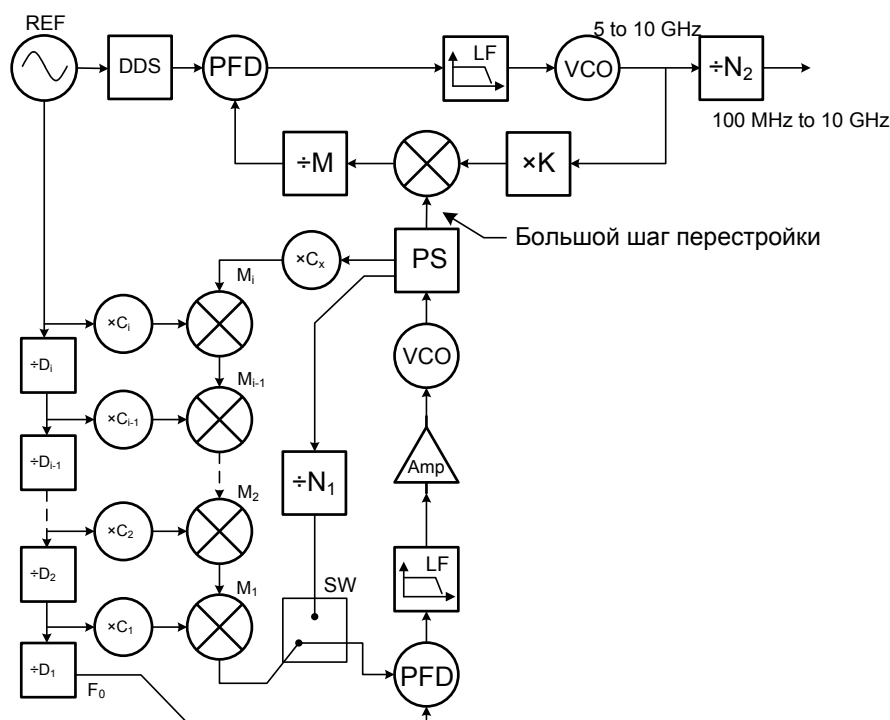 REF
5 to 10 GHz
DDS
PFD
LF
VCO
÷N2
100 MHz to 10 GHz
÷M
×K
Большой шаг перестройки
PS
×Cx
Mi
×Ci
÷Di
VCO
Mi-1
×Ci-1
÷Di-1
Amp
÷N1
M2
×C2
÷D2
LF
M1
SW
×C1
PFD
÷D1
F0